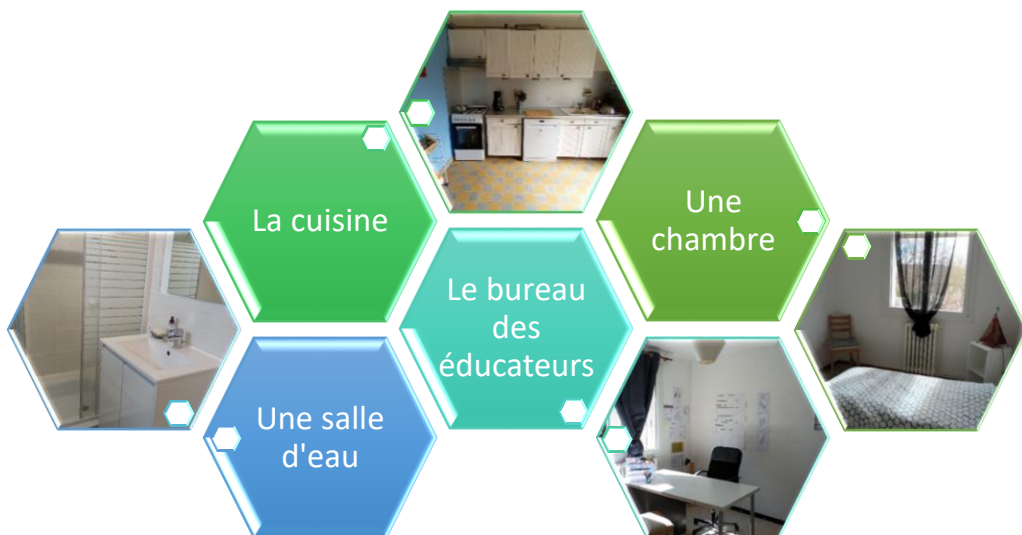 La cuisine
Une
chambre
Le bureau
des
éducateurs
Une salle
d'eau